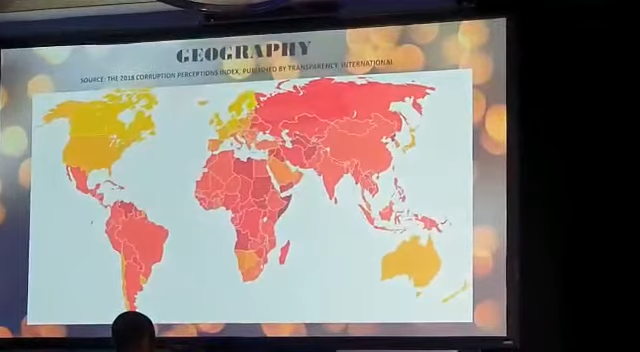 GEOGRAPHY
SOURCE: THE 2018 CORRUPTION PERCEPTIONS INDEX, PUBLISHED BY TRANSPARENCY INTERNATIONAL